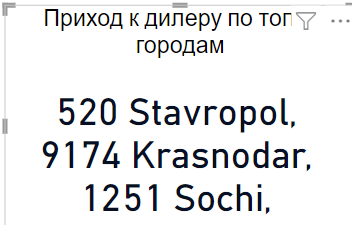 Приход к дилеру по топ
городам
520 Stavropol,
9174 Krasnodar,
1251 Sochi,